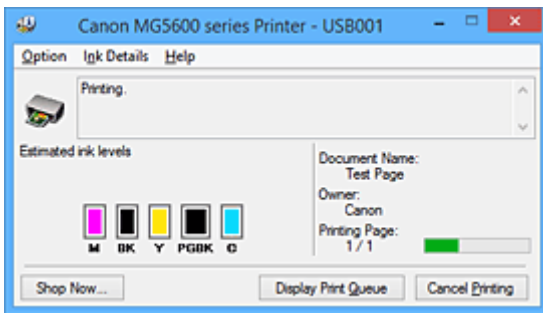 Canon MG5600 series Printer - USB001
Option Ink Details Help
Printing.
Estimated ink levels
M BK Y PGBK C
Document Name:
Test Page
Owner:
Canon
Printing Page:
1 / 1
Shop Now... Display Print Queue Cancel Printing